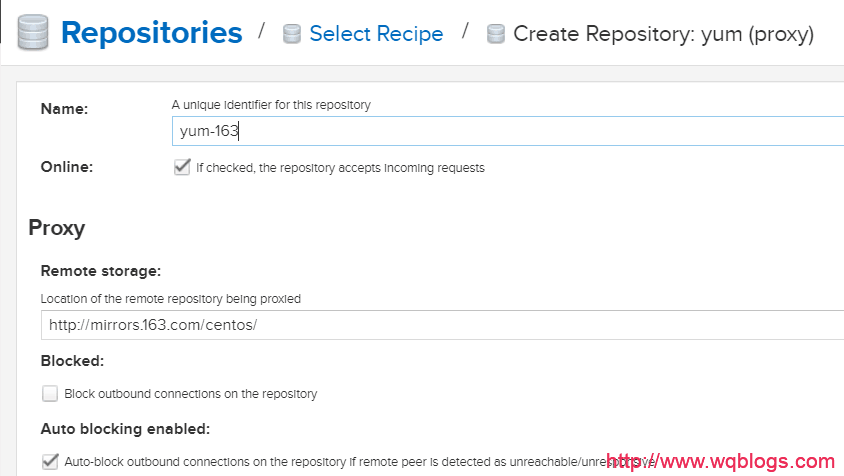 Repositories / Select Recipe / Create Repository: yum (proxy)
Name:
A unique identifier for this repository
yum-163
Online:
If checked, the repository accepts incoming requests
Proxy
Remote storage:
Location of the remote repository being proxied
http://mirrors.163.com/centos/
Blocked:
Block outbound connections on the repository
Auto blocking enabled:
Auto-block outbound connections on the repository if remote peer is detected as unreachable/unresponsive
http://www.wqblogs.com